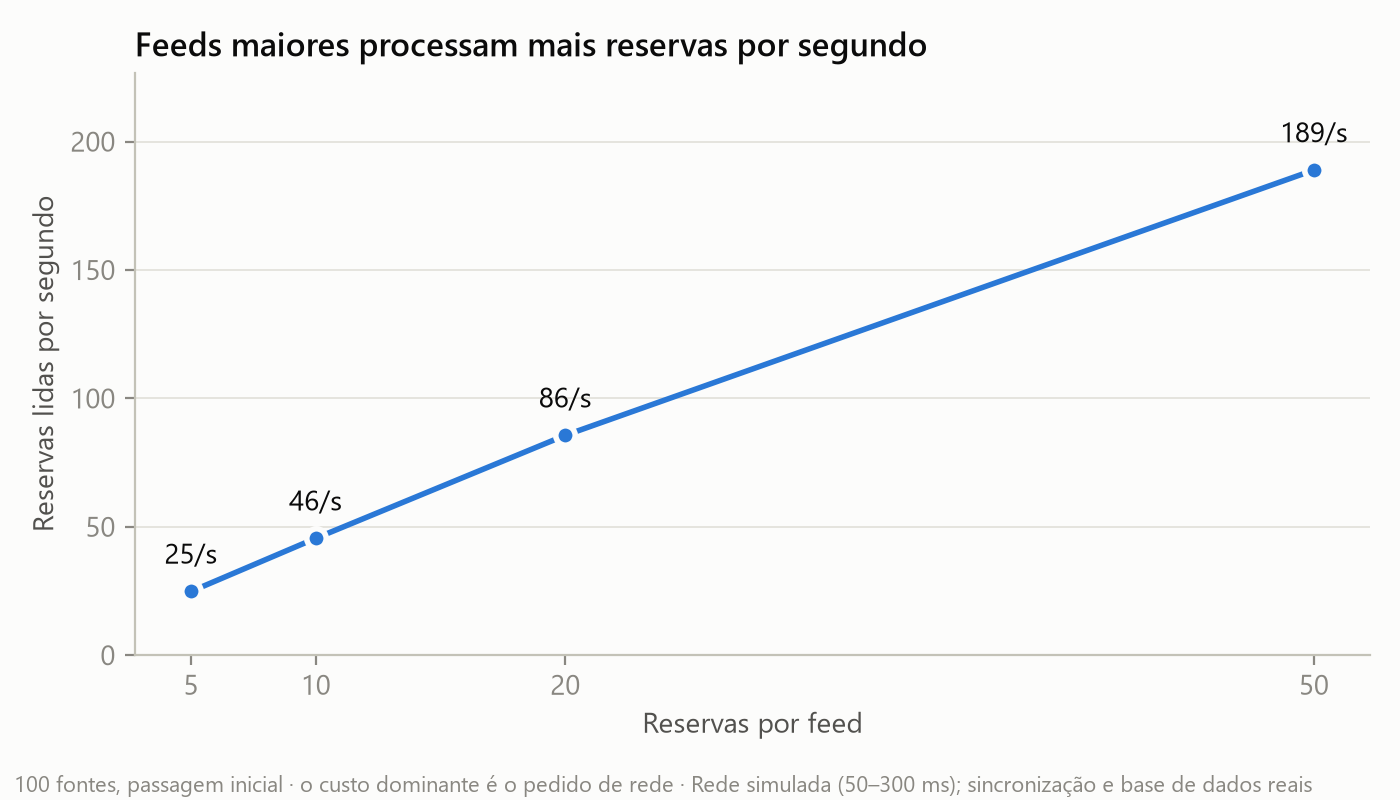 Feeds maiores processam mais reservas por segundo
Reservas lidas por segundo
200
150
100
50
0
25/s
46/s
86/s
189/s
5
10
20
50
Reservas por feed
100 fontes, passagem inicial · o custo dominante é o pedido de rede · Rede simulada (50–300 ms); sincronização e base de dados reais